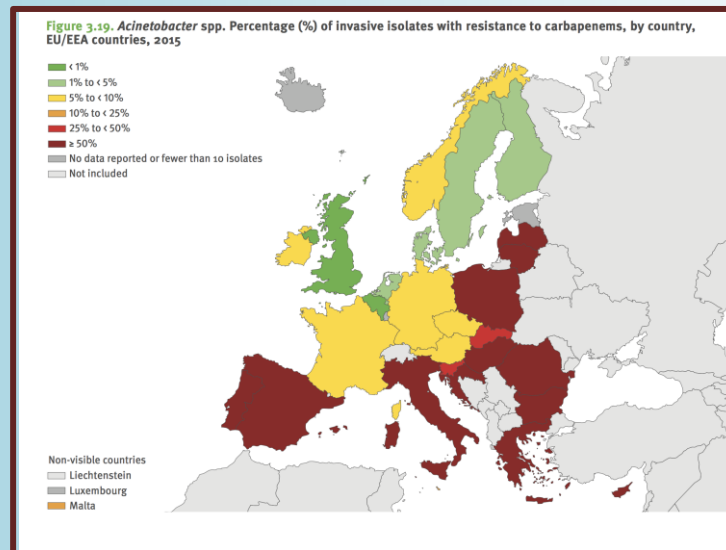 Figure 3.19. Acinetobacter spp. Percentage (%) of invasive isolates with resistance to carbapenems, by country,
EU/EEA countries, 2015
< 1%
1% to < 5%
5% to < 10%
10% to < 25%
25% to < 50%
≥ 50%
No data reported or fewer than 10 isolates
Not included
Non-visible countries
Liechtenstein
Luxembourg
Malta